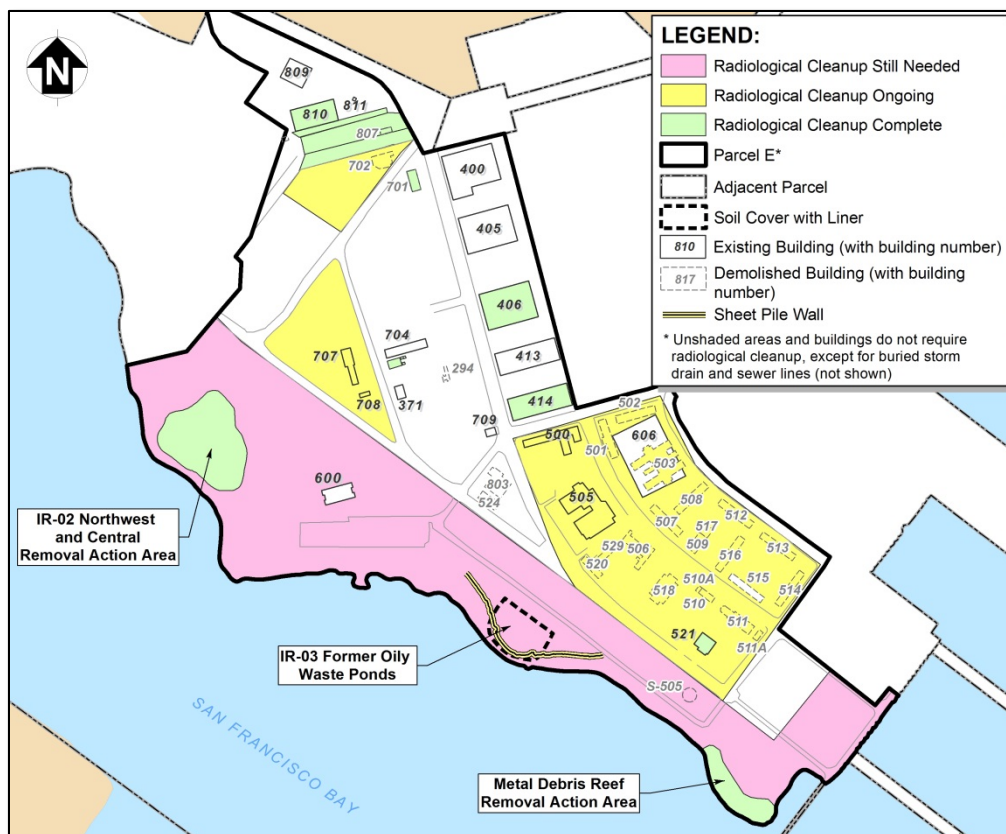 N
LEGEND:
Radiological Cleanup Still Needed
Radiological Cleanup Ongoing
Radiological Cleanup Complete
Parcel E*
Adjacent Parcel
Soil Cover with Liner
810 Existing Building (with building number)
817 Demolished Building (with building
number)
Sheet Pile Wall
* Unshaded areas and buildings do not require
radiological cleanup, except for buried storm
drain and sewer lines (not shown)
809
810
811
807
702
701
400
405
406
413
414
704
707
708
371
294
709
803
524
600
500
501
502
606
503
505
508
507
517
509
512
513
516
515
514
529
506
520
510A
518
510
511
511A
521
S-505
IR-02 Northwest
and Central
Removal Action Area
IR-03 Former Oily
Waste Ponds
Metal Debris Reef
Removal Action Area
SAN FRANCISCO BAY